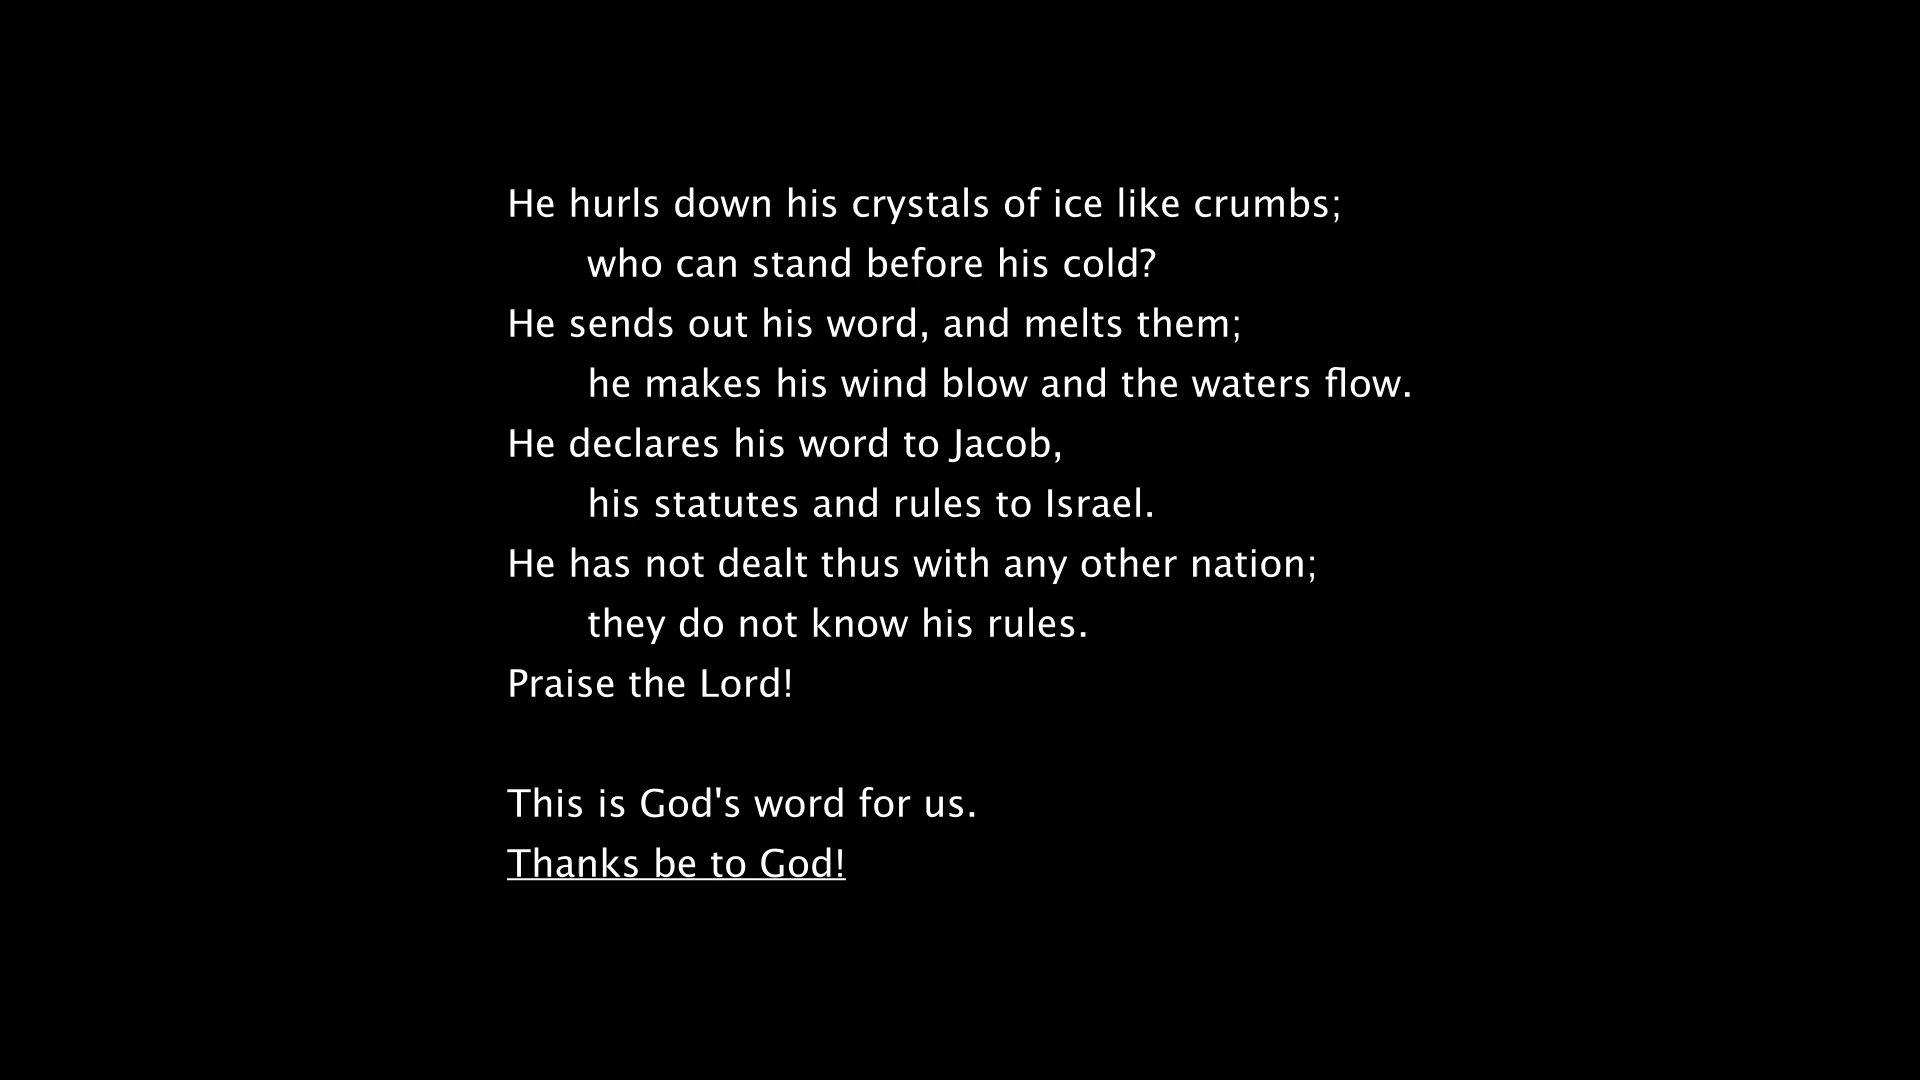 He hurls down his crystals of ice like crumbs;
who can stand before his cold?
He sends out his word, and melts them;
he makes his wind blow and the waters flow.
He declares his word to Jacob,
his statutes and rules to Israel.
He has not dealt thus with any other nation;
they do not know his rules.
Praise the Lord!
This is God's word for us.
Thanks be to God!